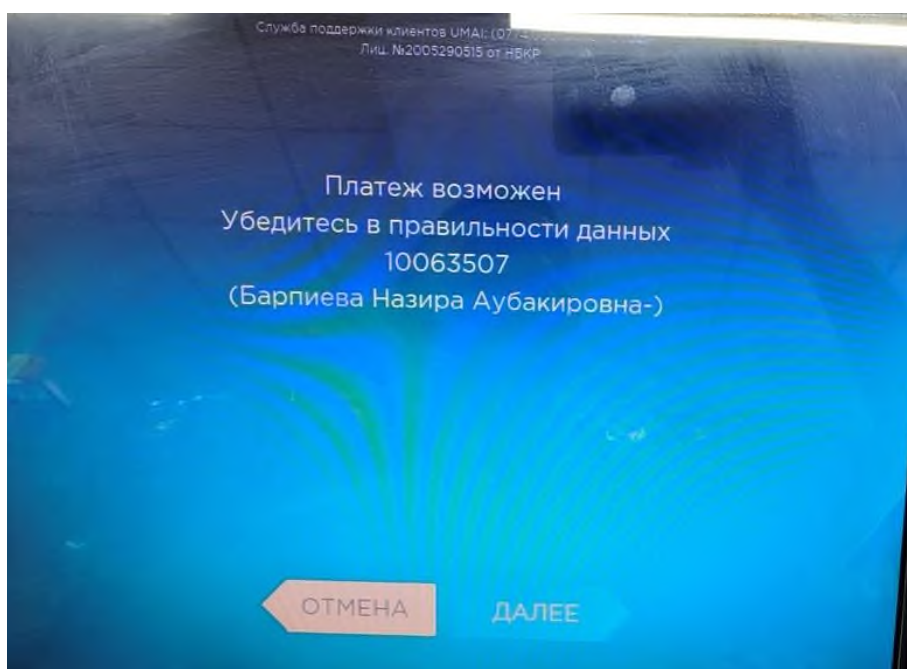 Служба поддержки клиентов UMAI:
Лиц. №2005290515 от НБКР
Платеж возможен
Убедитесь в правильности данных
10063507
(Барпиева Назира Аубакировна-)
ОТМЕНА
ДАЛЕЕ